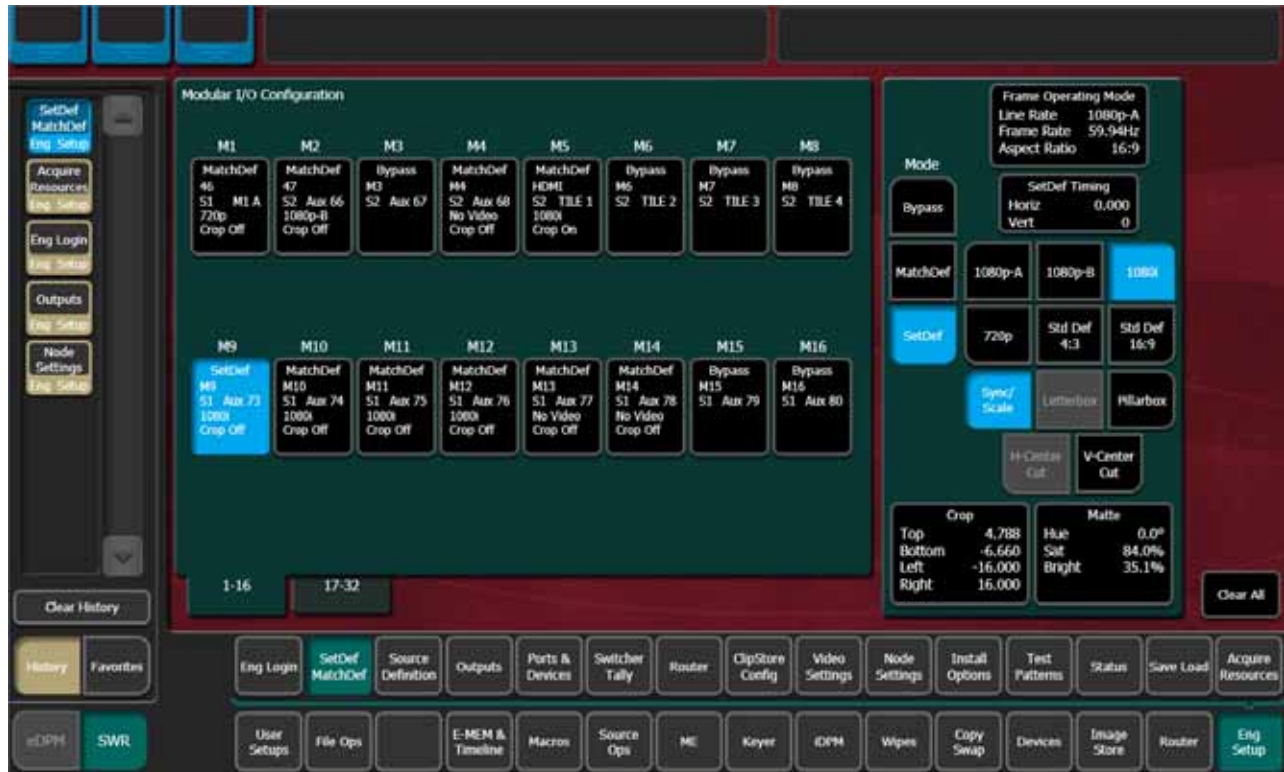 SetDef
MatchDef
Eng Setup
Acquire
Resources
Eng Setup
Eng Login
Eng Setup
Outputs
Eng Setup
Node
Settings
Eng Setup
Clear History
History
Favorites
eDPM
SWR
Modular I/O Configuration
M1 M2 M3 M4 M5 M6 M7 M8
MatchDef
46
S1 M1 A
720p
Crop Off
MatchDef
47
S2 Aux 66
1080p-B
Crop Off
Bypass
M3
S2 Aux 67
MatchDef
M4
S2 Aux 68
No Video
Crop Off
MatchDef
HDMI
S2 TILE 1
1080i
Crop On
Bypass
M6
S2 TILE 2
Bypass
M7
S2 TILE 3
Bypass
M8
S2 TILE 4
M9 M10 M11 M12 M13 M14 M15 M16
SetDef
M9
S1 Aux 73
1080i
Crop Off
MatchDef
M10
S1 Aux 74
1080i
Crop Off
MatchDef
M11
S1 Aux 75
1080i
Crop Off
MatchDef
M12
S1 Aux 76
1080i
Crop Off
MatchDef
M13
S1 Aux 77
No Video
Crop Off
MatchDef
M14
S1 Aux 78
No Video
Crop Off
Bypass
M15
S1 Aux 79
Bypass
M16
S1 Aux 80
1-16
17-32
Frame Operating Mode
Line Rate 1080p-A
Frame Rate 59.94Hz
Aspect Ratio 16:9
Mode
SetDef Timing
Horiz 0.000
Vert 0
Bypass
MatchDef
1080p-A
1080p-B
1080i
SetDef
720p
Std Def
4:3
Std Def
16:9
Sync/
Scale
Letterbox
Pillarbox
H-Center
Cut
V-Center
Cut
Crop
Top 4.788
Bottom -6.660
Left -16.000
Right 16.000
Matte
Hue 0.0°
Sat 84.0%
Bright 35.1%
Clear All
Eng Login
SetDef
MatchDef
Source
Definition
Outputs
Ports &
Devices
Switcher
Tally
Router
ClipStore
Config
Video
Settings
Node
Settings
Install
Options
Test
Patterns
Status
Save Load
Acquire
Resources
User
Setups
File Ops
E-MEM &
Timeline
Macros
Source
Ops
ME
Keyer
iDPM
Wipes
Copy
Swap
Devices
Image
Store
Router
Eng
Setup